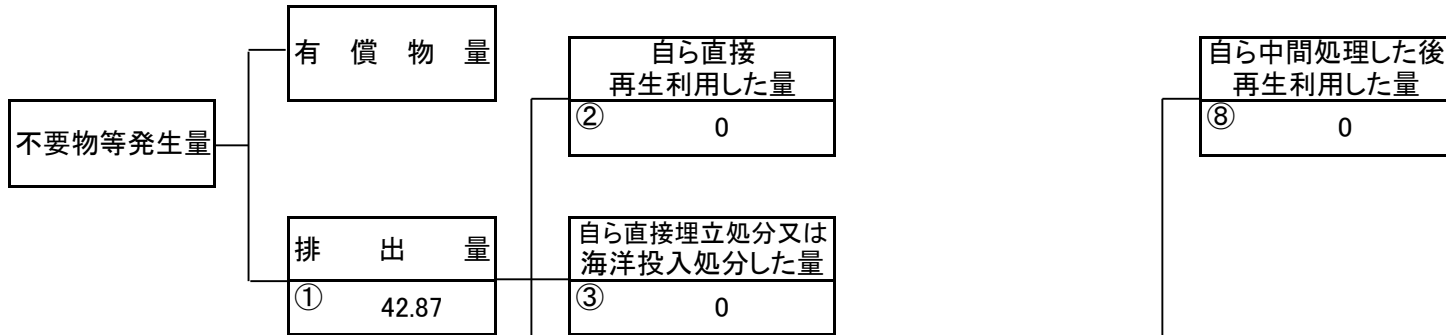 有償物量
自ら直接
再生利用した量
② 0
自ら中間処理した後
再生利用した量
⑧ 0
不要物等発生量
排出量
① 42.87
自ら直接埋立処分又は
海洋投入処分した量
③ 0